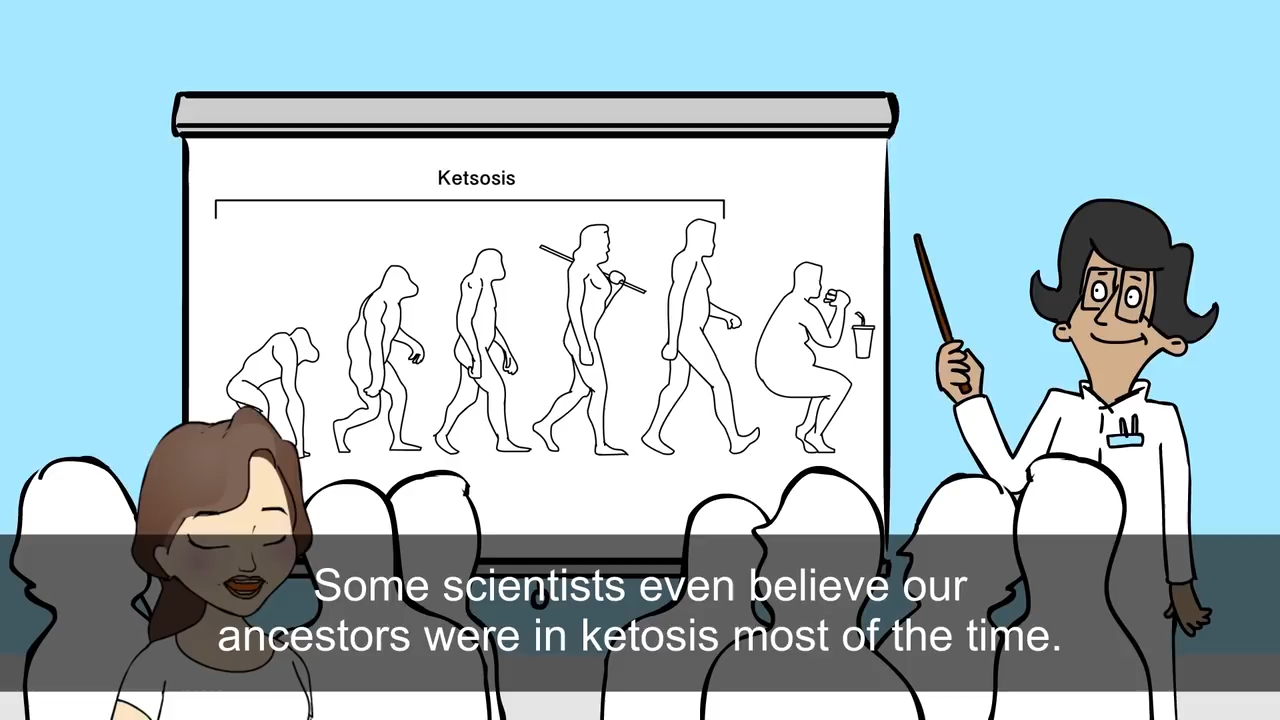 Ketsosis
Some scientists even believe our
ancestors were in ketosis most of the time.